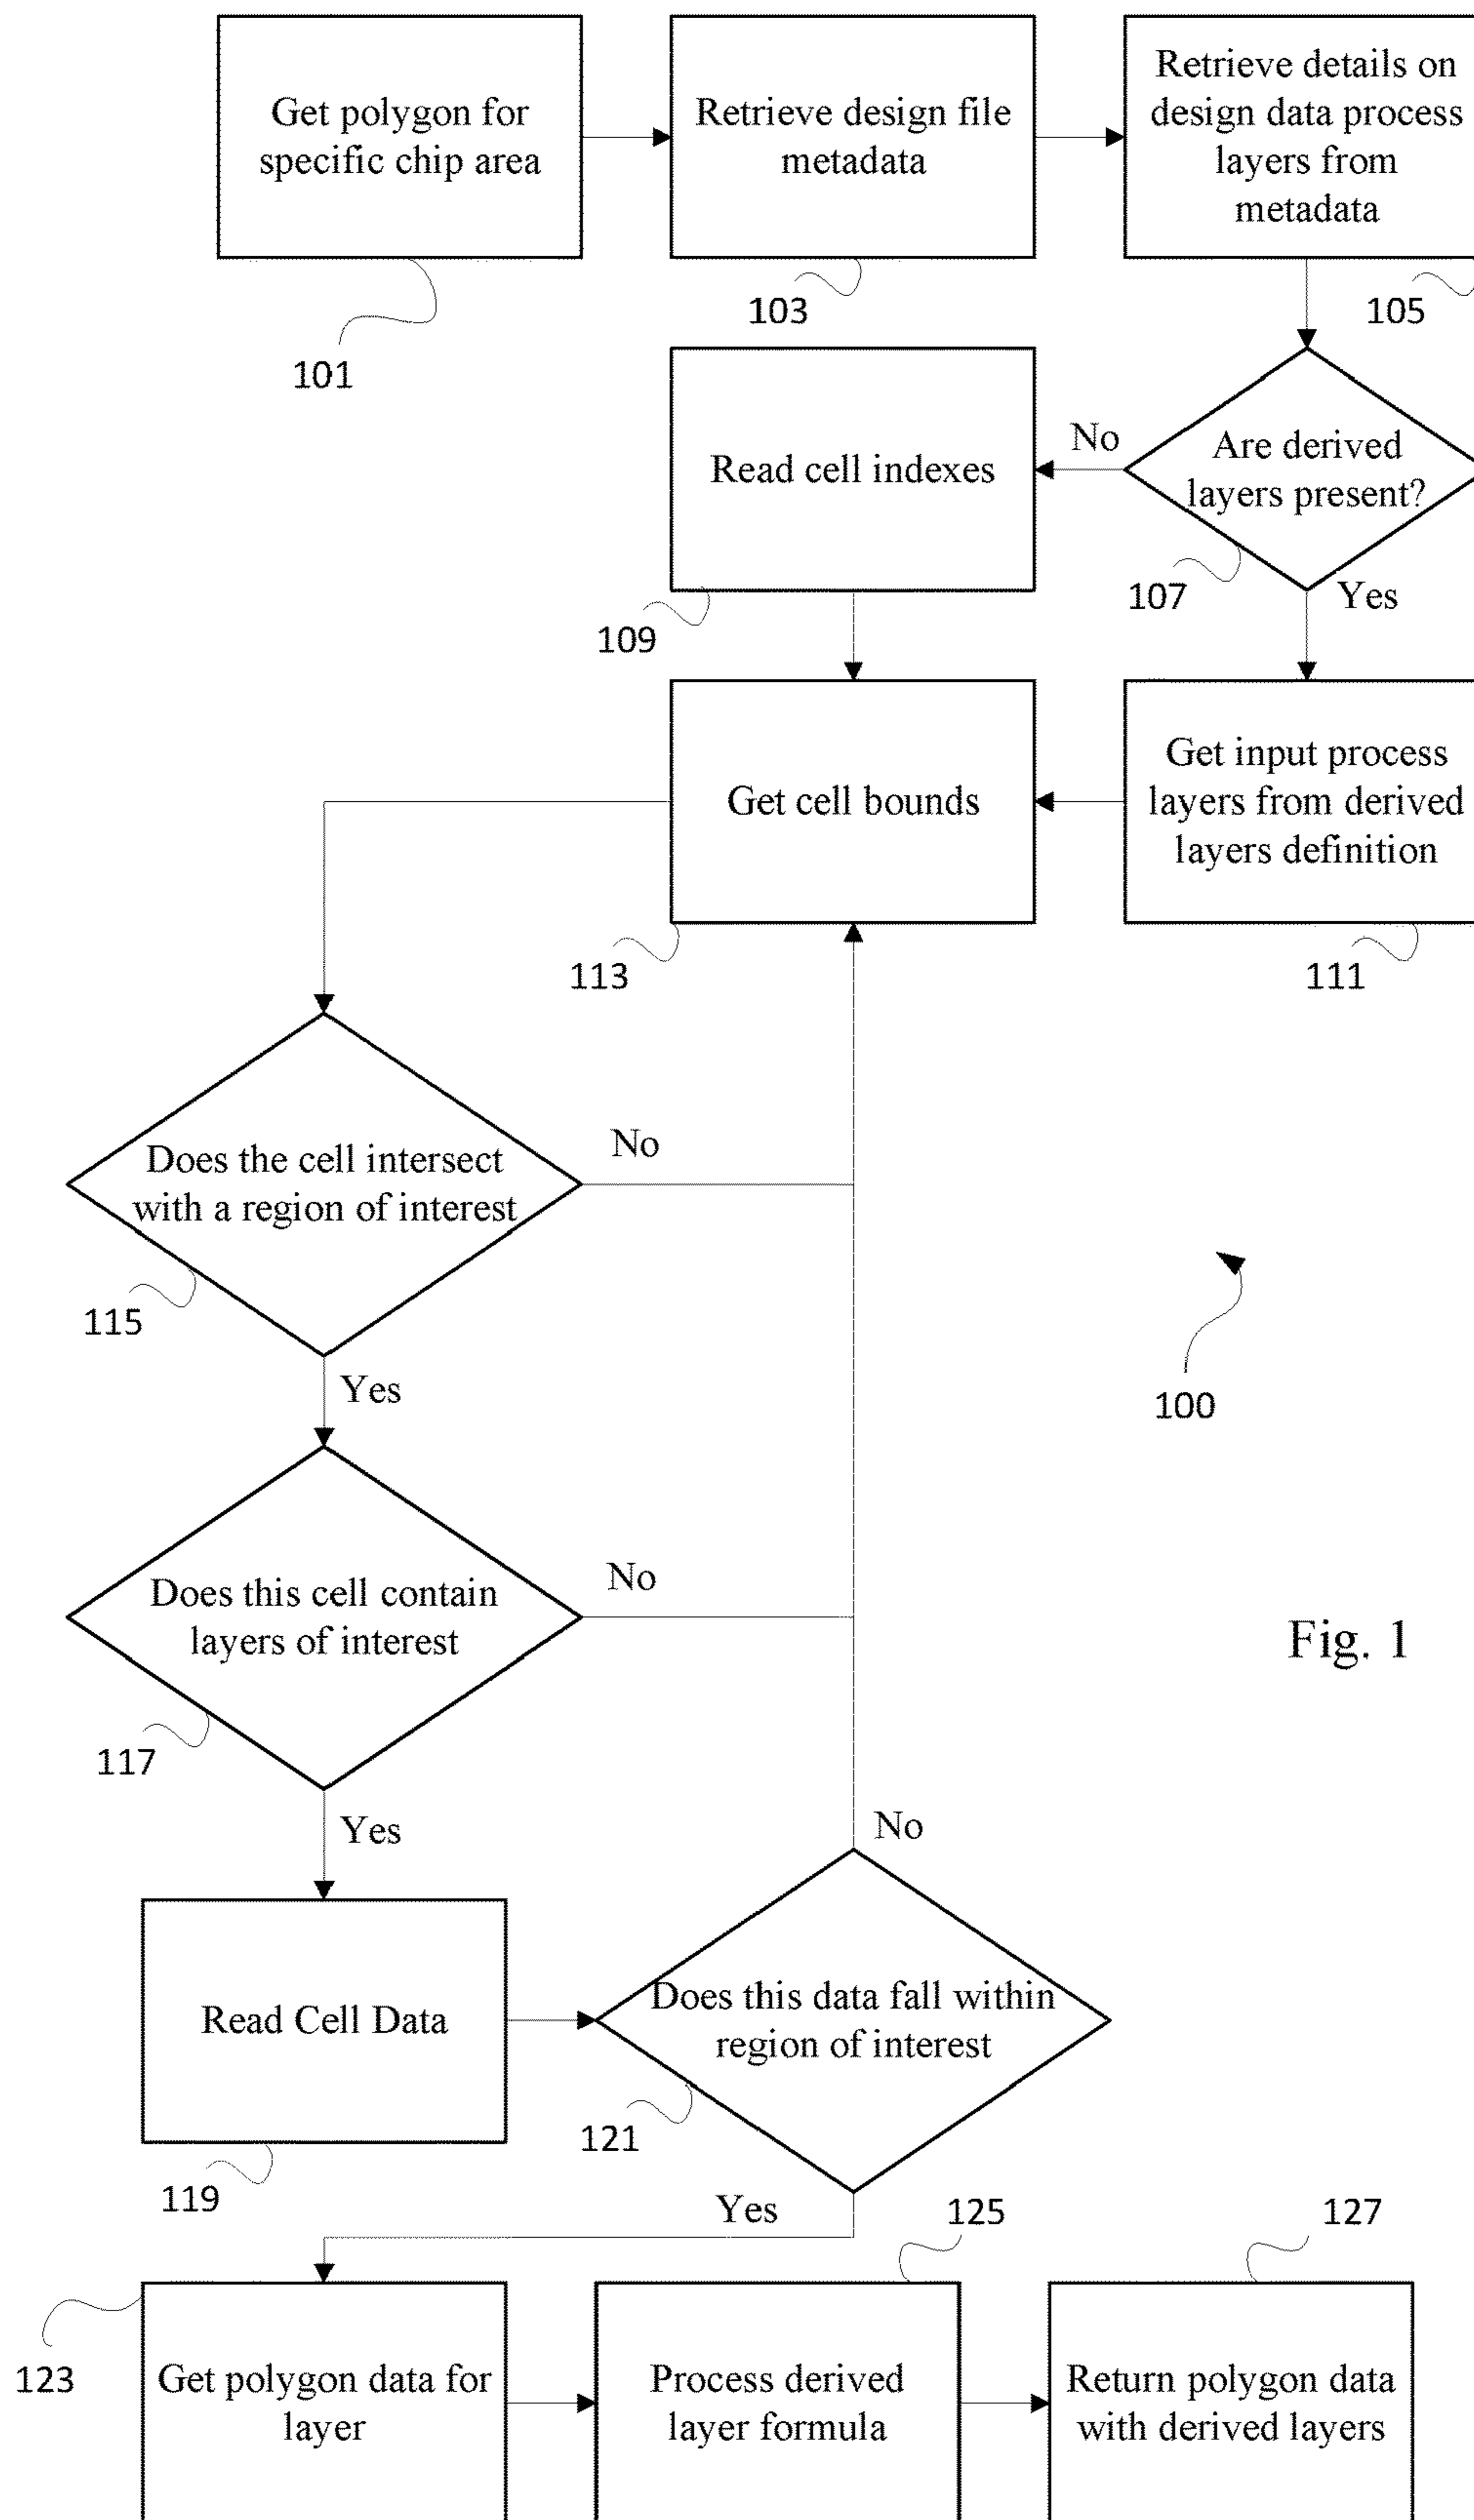 Get polygon for
specific chip area
Retrieve design file
metadata
Retrieve details on
design data process
layers from
metadata
101
103
105
Read cell indexes
No
Are derived
layers present?
109
107
Yes
Get cell bounds
Get input process
layers from derived
layers definition
113
111
Does the cell intersect
with a region of interest
No
115
Yes
100
Does this cell contain
layers of interest
No
Fig. 1
117
Yes
No
Read Cell Data
Does this data fall within
region of interest
119
121
Yes
125
127
123
Get polygon data for
layer
Process derived
layer formula
Return polygon data
with derived layers